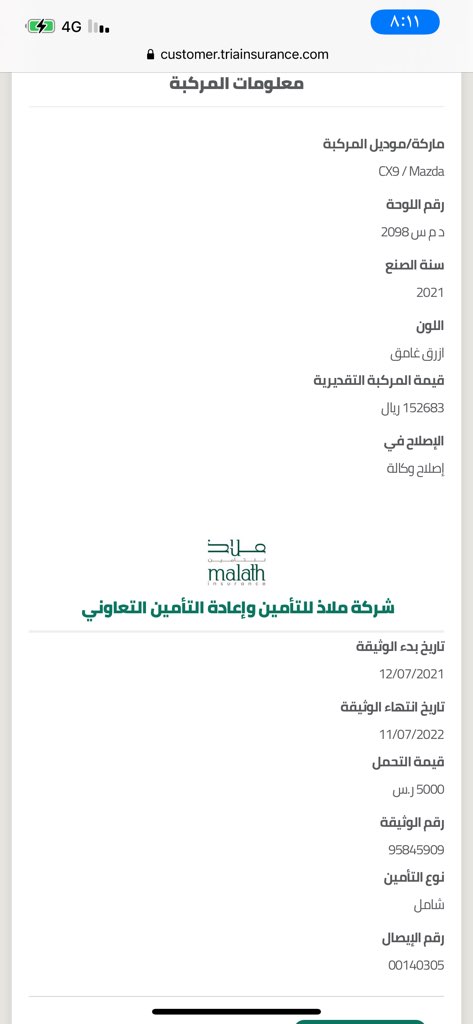 4G
٨:١١
customer.triainsurance.com
معلومات المركبة
ماركة/موديل المركبة
CX9 / Mazda
رقم اللوحة
د م س 2098
سنة الصنع
2021
اللون
ازرق غامق
قيمة المركبة التقديرية
152683 ريال
الإصلاح في
إصلاح وكالة
ملاذ
للتأمين
malath
insurance
شركة ملاذ للتأمين وإعادة التأمين التعاوني
تاريخ بدء الوثيقة
12/07/2021
تاريخ انتهاء الوثيقة
11/07/2022
قيمة التحمل
5000 ر.س
رقم الوثيقة
95845909
نوع التأمين
شامل
رقم الإيصال
00140305